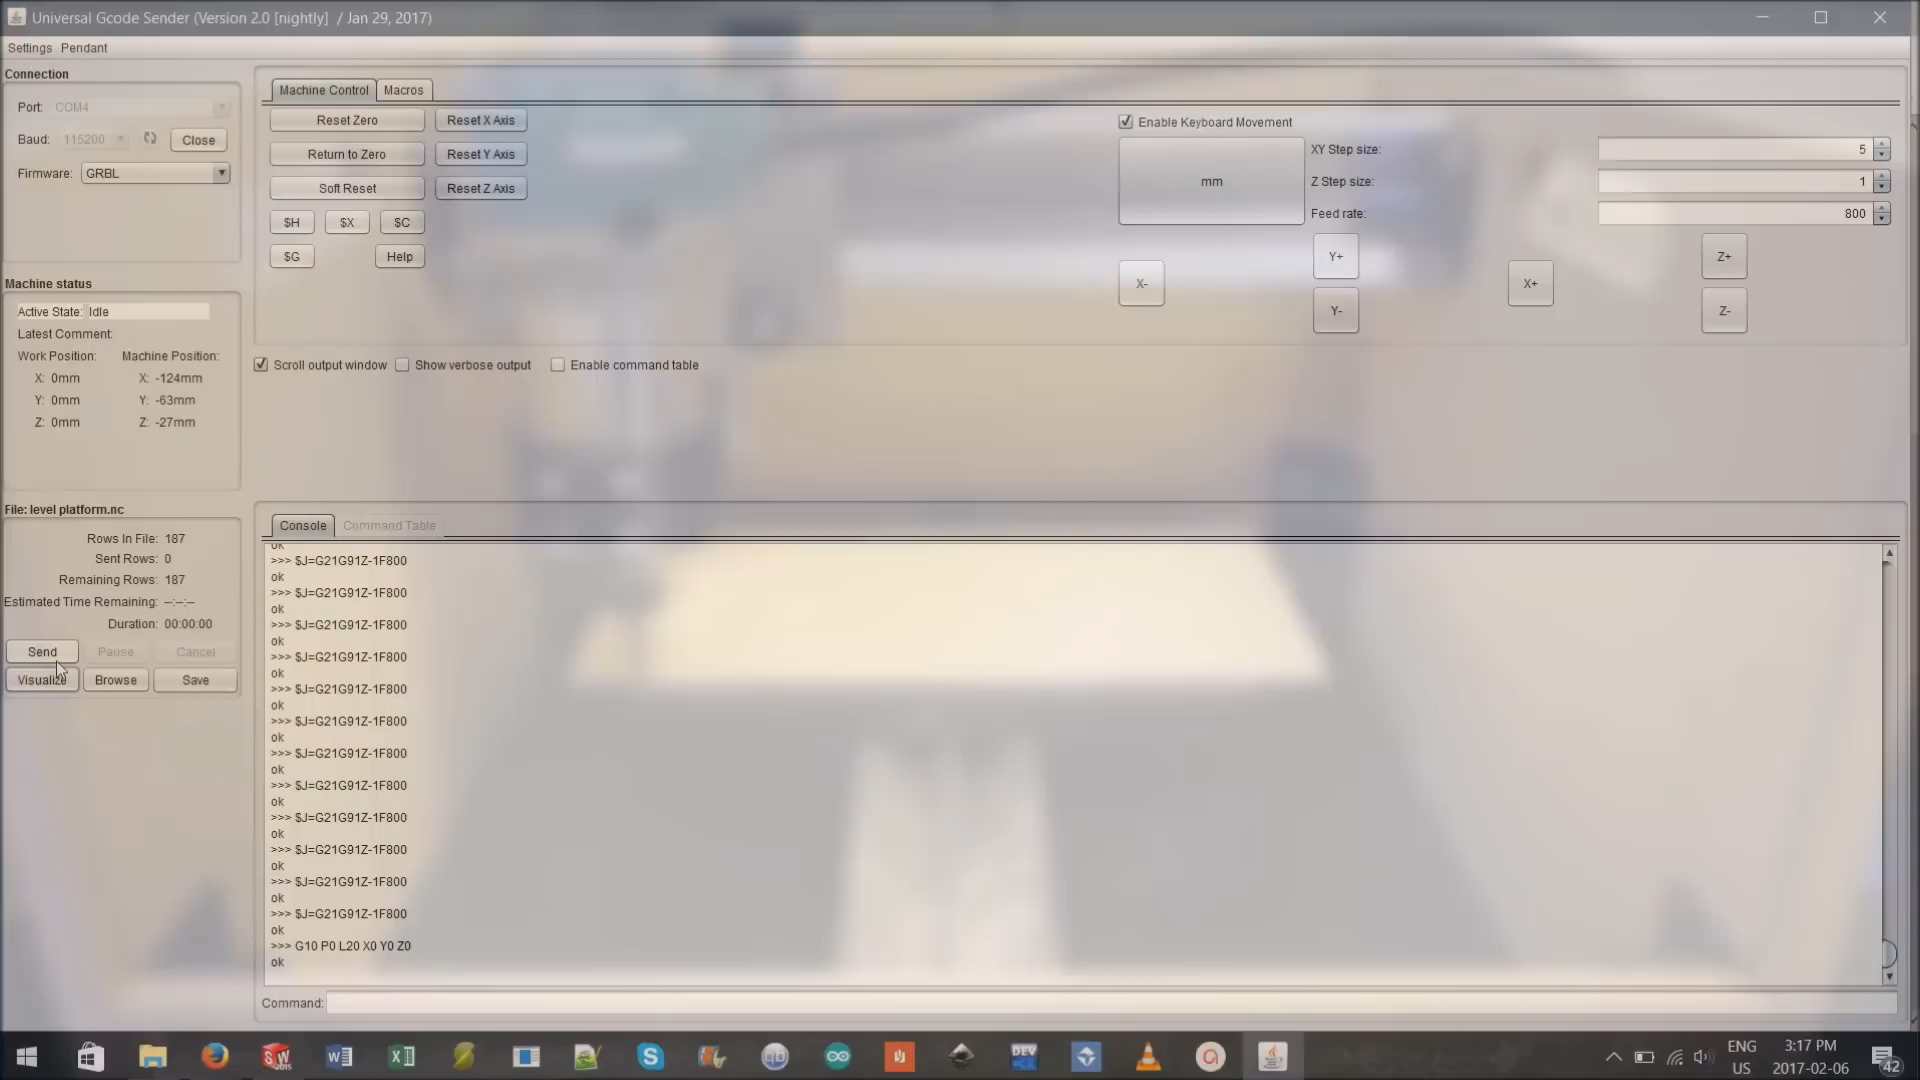 Universal Gcode Sender (Version 2.0 [nightly] / Jan 29, 2017)
Settings Pendant
Connection
Port: COM4
Baud: 115200 Close
Firmware: GRBL
Machine Control Macros
Reset Zero Reset X Axis
Return to Zero Reset Y Axis
Soft Reset Reset Z Axis
$H $X $C
$G Help
Enable Keyboard Movement
mm
XY Step size: 5
Z Step size: 1
Feed rate: 800
Y+ Z+
X- X+
Y- Z-
Machine status
Active State: Idle
Latest Comment:
Work Position: Machine Position:
X: 0mm X: -124mm
Y: 0mm Y: -63mm
Z: 0mm Z: -27mm
Scroll output window Show verbose output Enable command table
File: level platform.nc
Rows In File: 187
Sent Rows: 0
Remaining Rows: 187
Estimated Time Remaining: --:--:--
Duration: 00:00:00
Send Pause Cancel
Visualize Browse Save
Console Command Table
ok
>>> $J=G21G91Z-1F800
ok
>>> $J=G21G91Z-1F800
ok
>>> $J=G21G91Z-1F800
ok
>>> $J=G21G91Z-1F800
ok
>>> $J=G21G91Z-1F800
ok
>>> $J=G21G91Z-1F800
ok
>>> $J=G21G91Z-1F800
ok
>>> $J=G21G91Z-1F800
ok
>>> $J=G21G91Z-1F800
ok
>>> $J=G21G91Z-1F800
ok
>>> $J=G21G91Z-1F800
ok
>>> $J=G21G91Z-1F800
ok
>>> G10 P0 L20 X0 Y0 Z0
ok
Command:
SW
2015
DEV
ENG
US
3:17 PM
2017-02-06
42